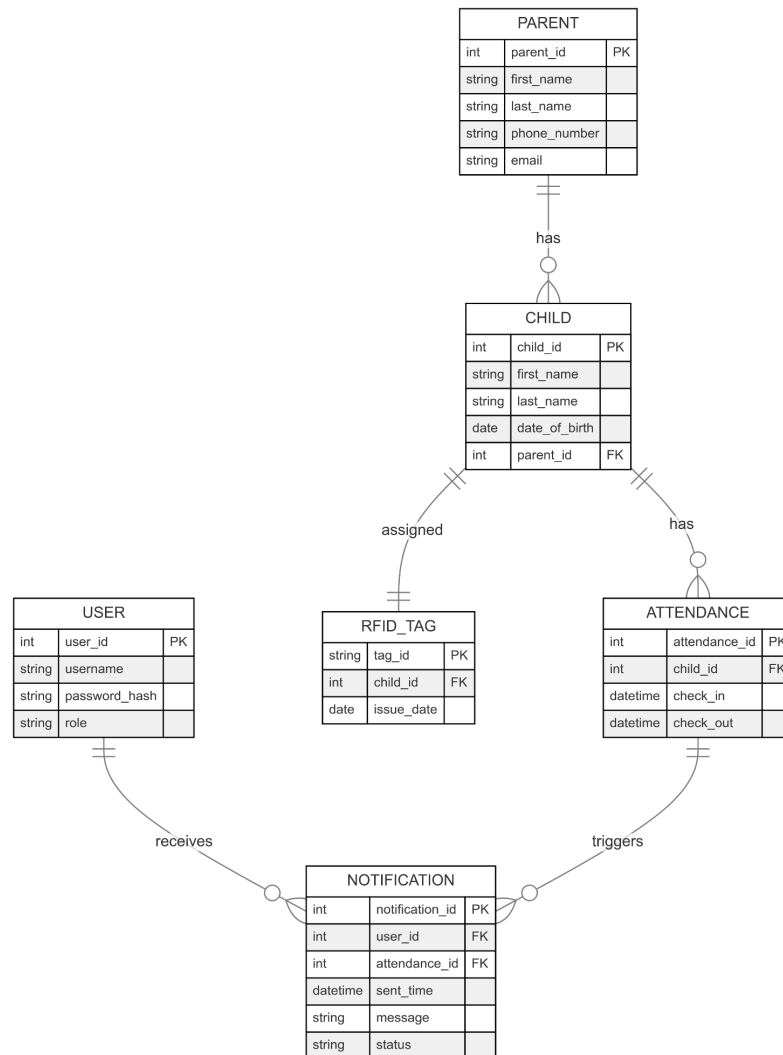 PARENT
int parent_id PK
string first_name
string last_name
string phone_number
string email
has
CHILD
int child_id PK
string first_name
string last_name
date date_of_birth
int parent_id FK
assigned
has
USER
int user_id PK
string username
string password_hash
string role
RFID_TAG
string tag_id PK
int child_id FK
date issue_date
ATTENDANCE
int attendance_id PK
int child_id FK
datetime check_in
datetime check_out
receives
triggers
NOTIFICATION
int notification_id PK
int user_id FK
int attendance_id FK
datetime sent_time
string message
string status